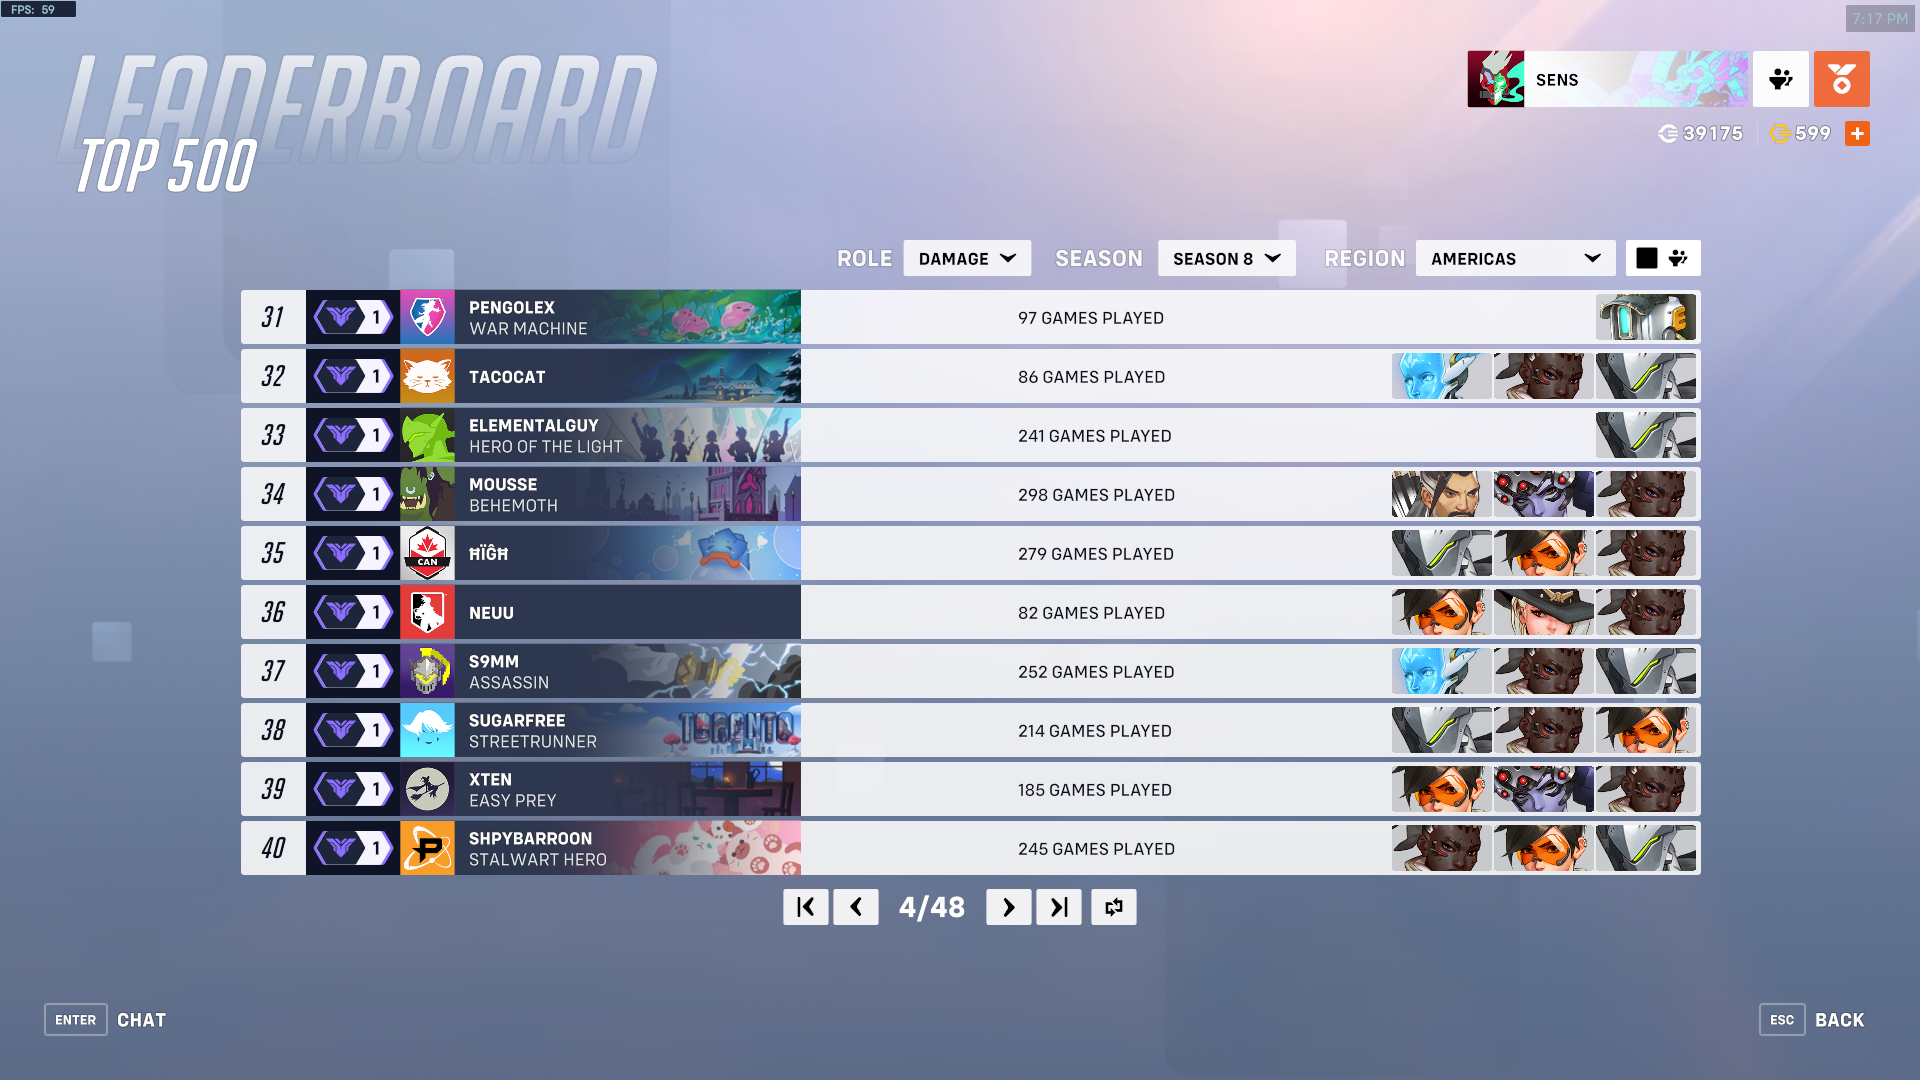 FPS: 59
7:17 PM
LEADERBOARD
TOP 500
SENS
39175
599
ROLE DAMAGE SEASON SEASON 8 REGION AMERICAS
31 1 PENGOLEX 97 GAMES PLAYED
WAR MACHINE
32 1 TACOCAT 86 GAMES PLAYED
33 1 ELEMENTALGUY 241 GAMES PLAYED
HERO OF THE LIGHT
34 1 MOUSSE 298 GAMES PLAYED
BEHEMOTH
35 1 CAN ĦÏĜĦ 279 GAMES PLAYED
36 1 NEUU 82 GAMES PLAYED
37 1 S9MM 252 GAMES PLAYED
ASSASSIN
38 1 SUGARFREE TORONTO 214 GAMES PLAYED
STREETRUNNER
39 1 XTEN 185 GAMES PLAYED
EASY PREY
40 1 P SHPYBARROON 245 GAMES PLAYED
STALWART HERO
4/48
ENTER CHAT
ESC BACK